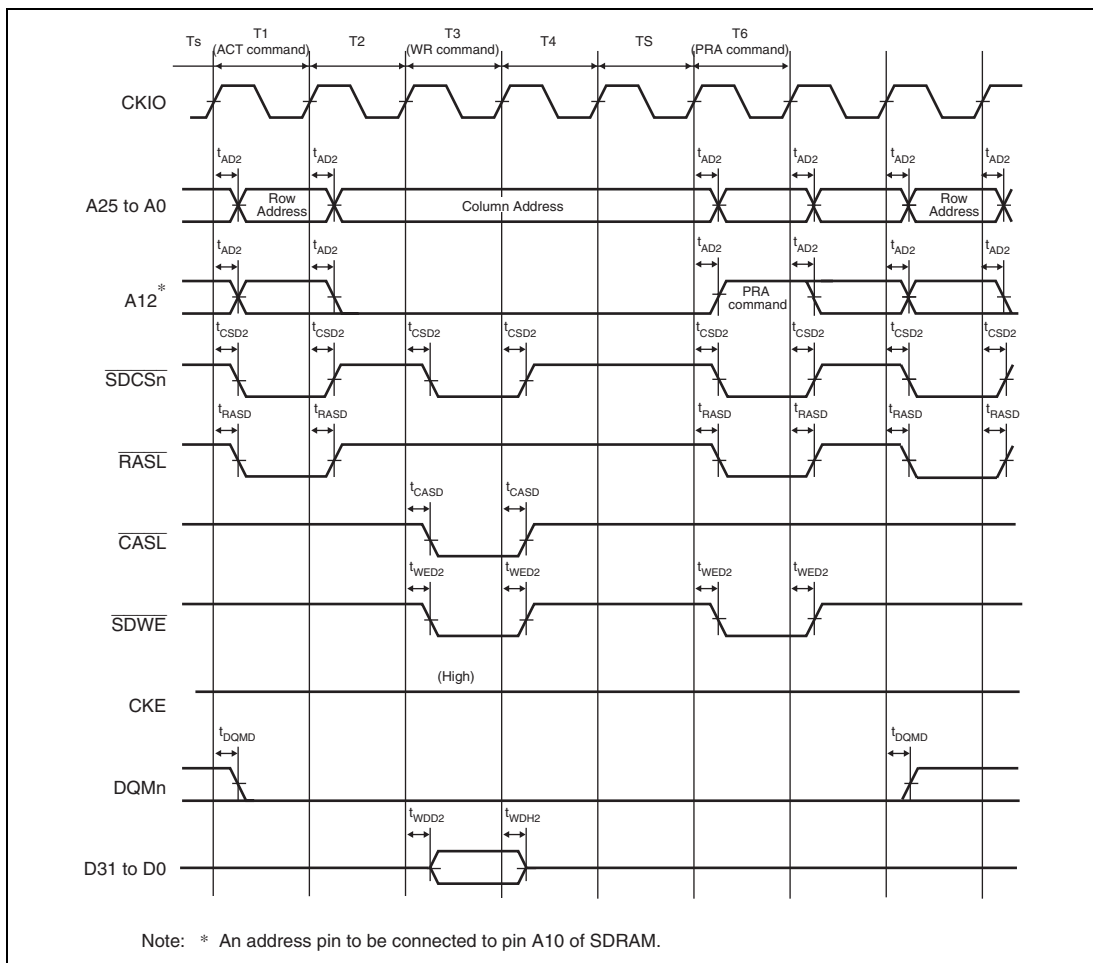 Ts T1 T2 T3 T4 TS T6
(ACT command) (WR command) (PRA command)
CKIO
tAD2 tAD2 tAD2 tAD2 tAD2 tAD2
A25 to A0 Row Address Column Address Row Address
tAD2 tAD2 tAD2 tAD2 tAD2 tAD2
A12* PRA command
tCSD2 tCSD2 tCSD2 tCSD2 tCSD2 tCSD2 tCSD2 tCSD2
SDCSn
tRASD tRASD tRASD tRASD tRASD tRASD
RASL
tCASD tCASD
CASL
tWED2 tWED2 tWED2 tWED2
SDWE
(High)
CKE
tDQMD tDQMD
DQMn
tWDD2 tWDH2
D31 to D0
Note: * An address pin to be connected to pin A10 of SDRAM.